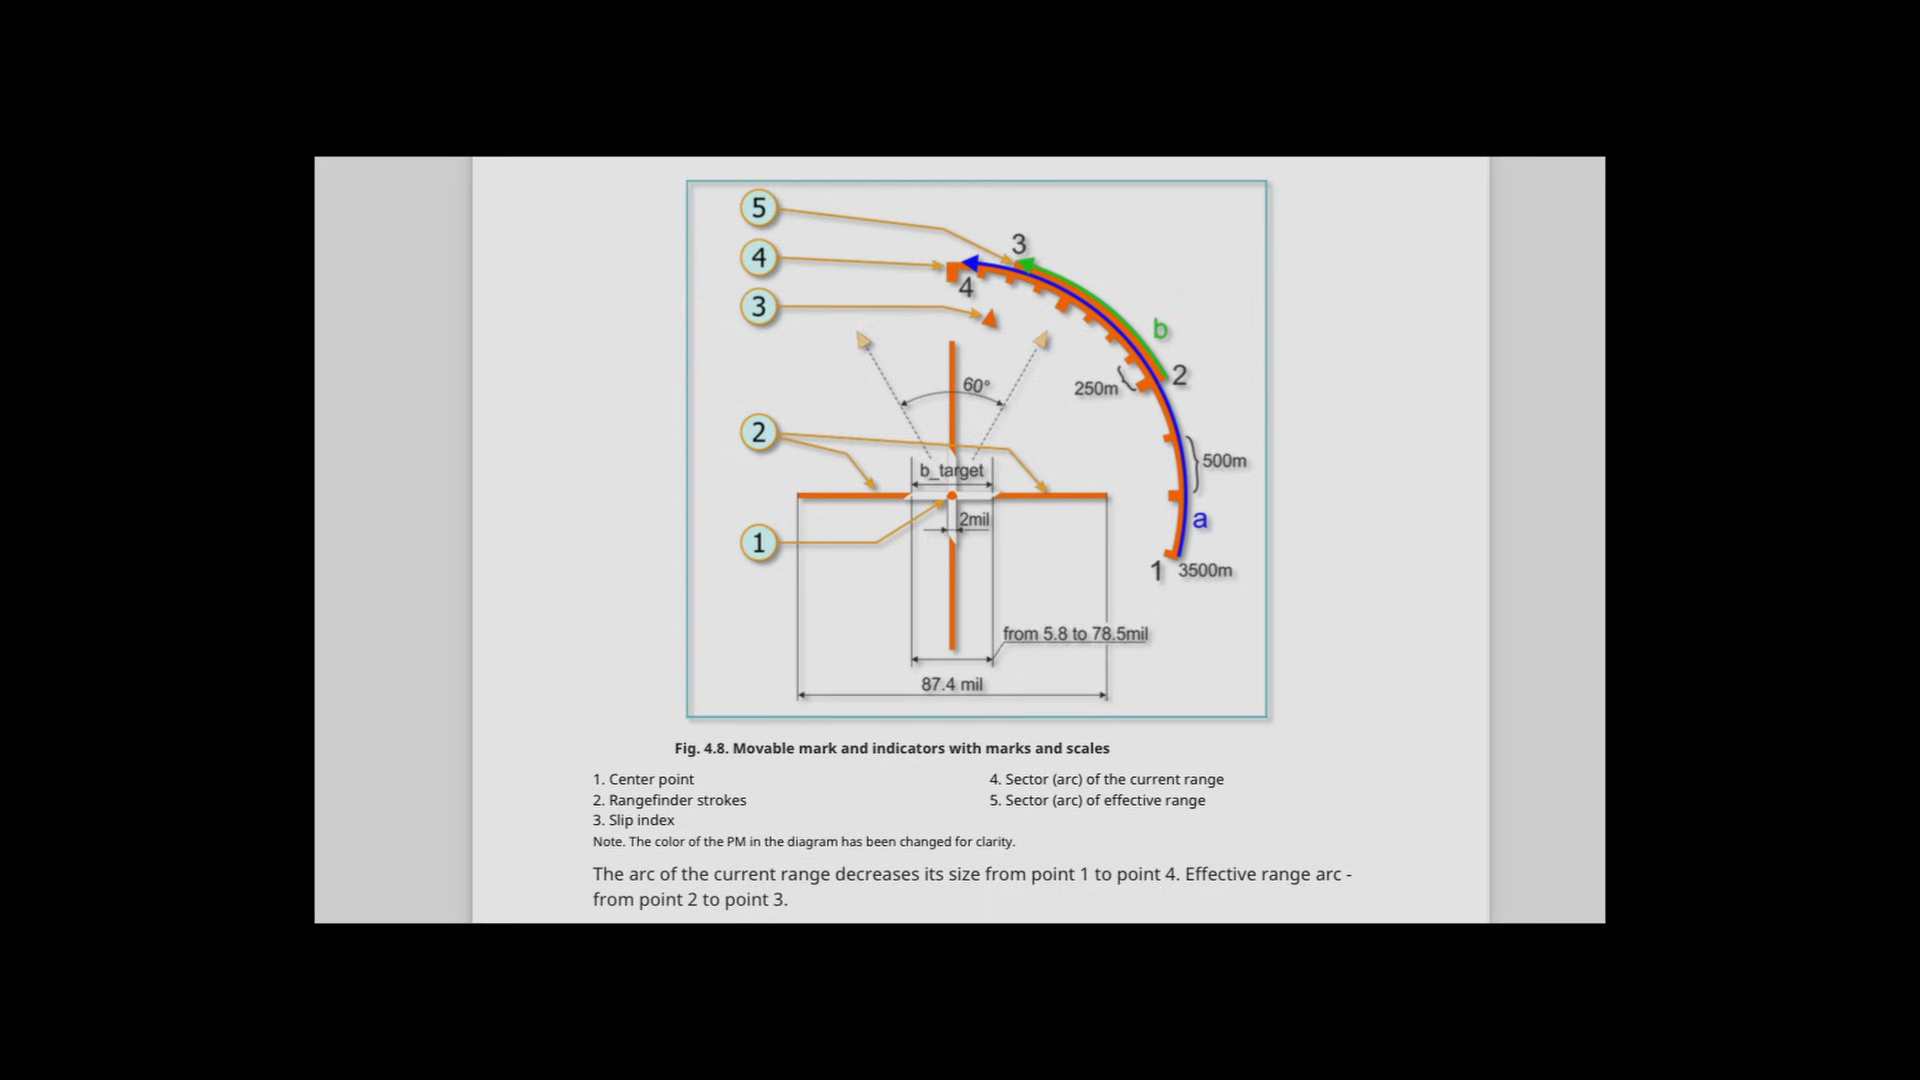 5
4
3
3
4
b
2
250m
60°
2
500m
b_target
a
2mil
1
1 3500m
from 5.8 to 78.5mil
87.4 mil
Fig. 4.8. Movable mark and indicators with marks and scales
1. Center point
2. Rangefinder strokes
3. Slip index
4. Sector (arc) of the current range
5. Sector (arc) of effective range
Note. The color of the PM in the diagram has been changed for clarity.
The arc of the current range decreases its size from point 1 to point 4. Effective range arc -
from point 2 to point 3.